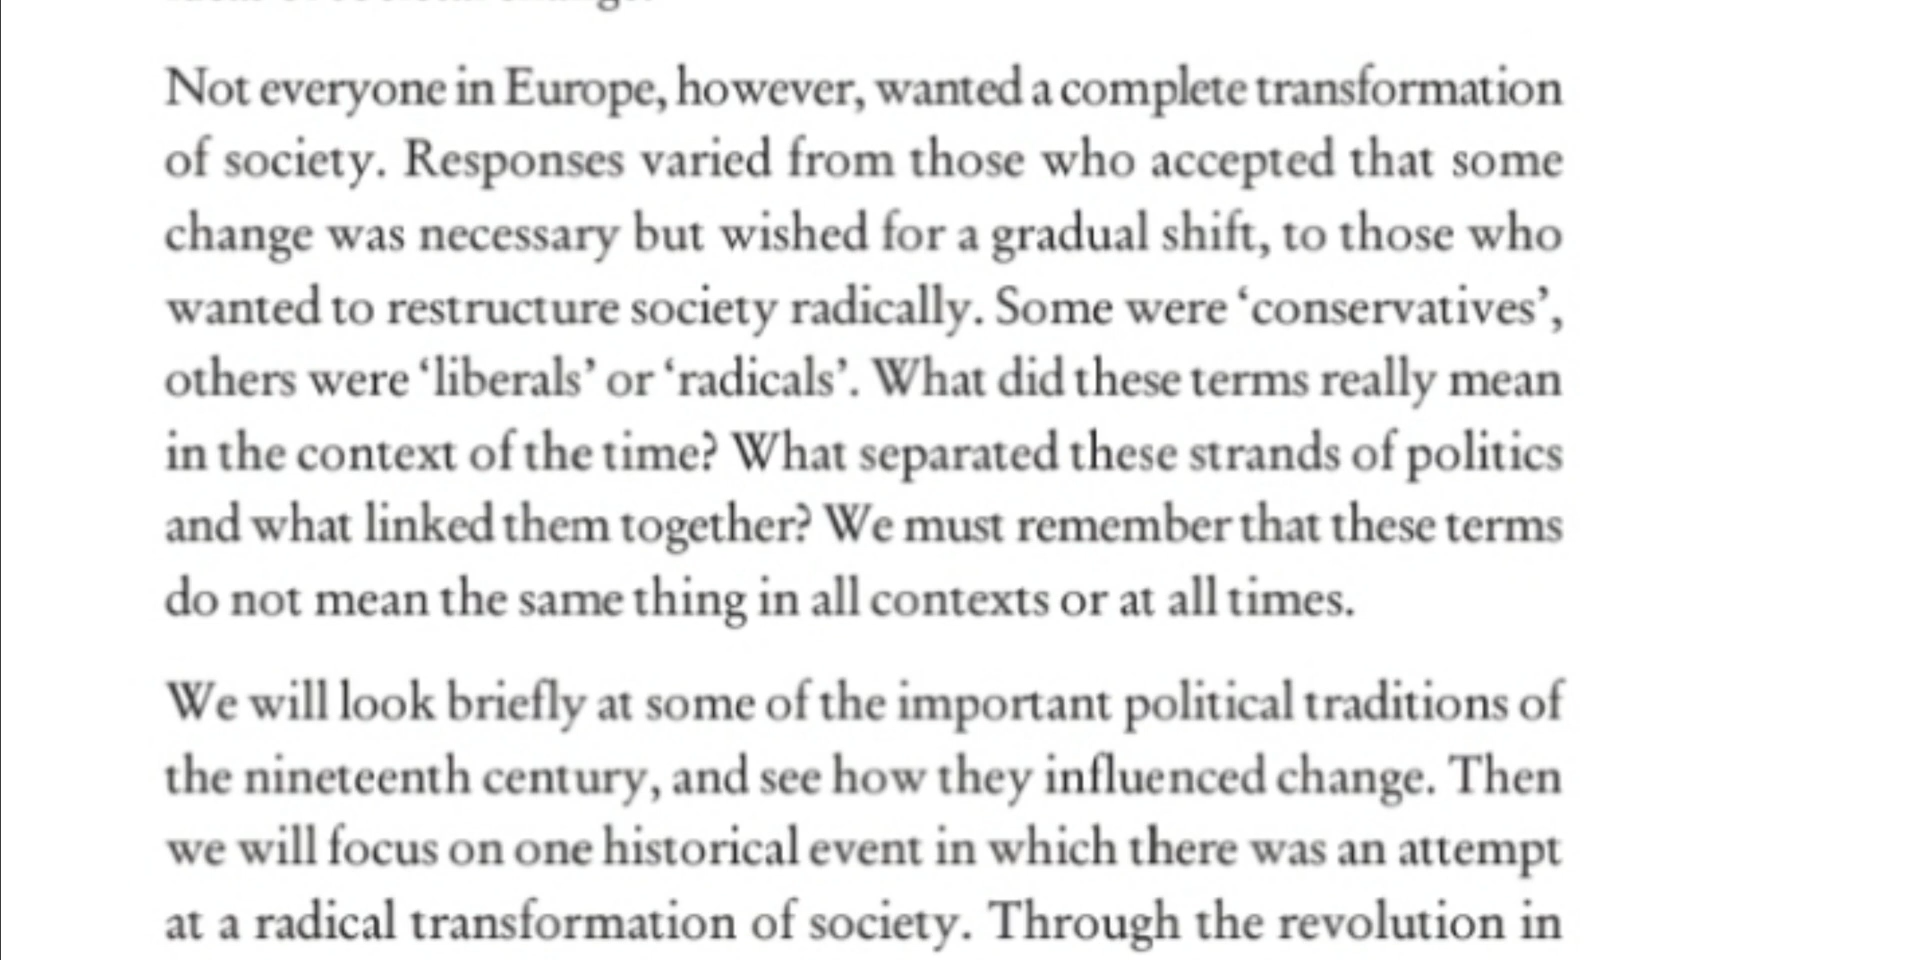 Not everyone in Europe, however, wanted a complete transformation
of society. Responses varied from those who accepted that some
change was necessary but wished for a gradual shift, to those who
wanted to restructure society radically. Some were ‘conservatives’,
others were ‘liberals’ or ‘radicals’. What did these terms really mean
in the context of the time? What separated these strands of politics
and what linked them together? We must remember that these terms
do not mean the same thing in all contexts or at all times.
We will look briefly at some of the important political traditions of
the nineteenth century, and see how they influenced change. Then
we will focus on one historical event in which there was an attempt
at a radical transformation of society. Through the revolution in